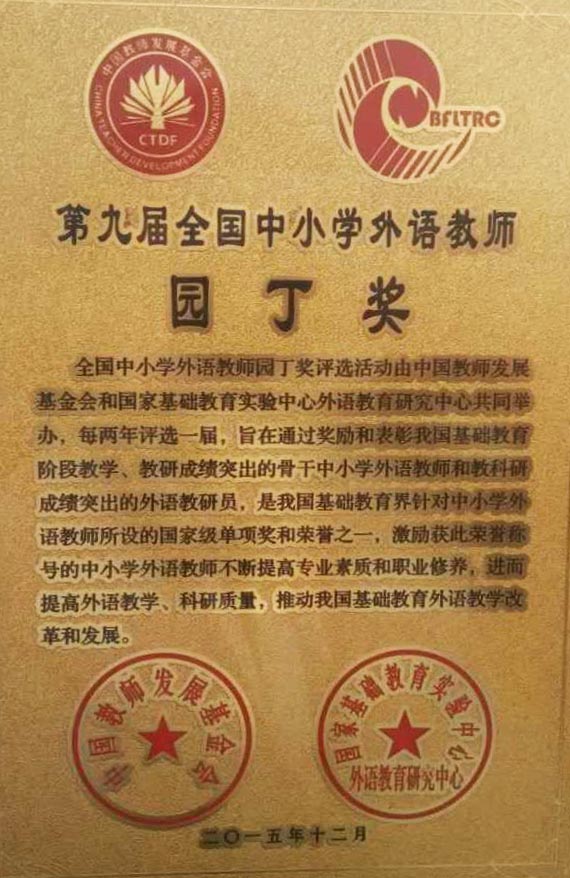 中国教师发展基金会
CTDF
CHINA TEACHER DEVELOPMENT FOUNDATION
BFLTRC
第九届全国中小学外语教师
园丁奖
全国中小学外语教师园丁奖评选活动由中国教师发展
基金会和国家基础教育实验中心外语教育研究中心共同举
办，每两年评选一届，旨在通过奖励和表彰我国基础教育
阶段教学、教研成绩突出的骨干中小学外语教师和教科研
成绩突出的外语教研员，是我国基础教育界针对中小学外
语教师所设的国家级单项奖和荣誉之一，激励获此荣誉称
号的中小学外语教师不断提高专业素质和职业修养，进而
提高外语教学、科研质量，推动我国基础教育外语教学改
革和发展。
中国教师发展基金会
国家基础教育实验中心
外语教育研究中心
二〇一五年十二月